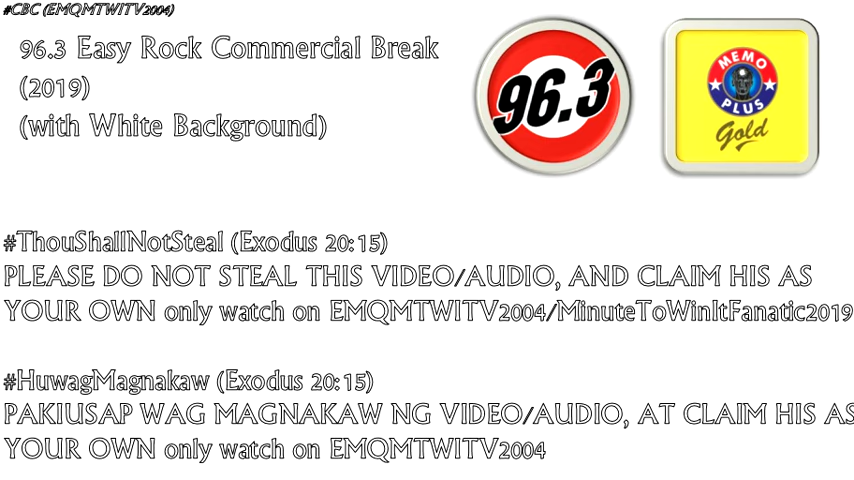 #CBC (EMQMTWITV2004)
96.3 Easy Rock Commercial Break
(2019)
(with White Background)
96.3
MEMO
PLUS
Gold
#ThouShallNotSteal (Exodus 20:15)
PLEASE DO NOT STEAL THIS VIDEO/AUDIO, AND CLAIM HIS AS
YOUR OWN only watch on EMQMTWITV2004/MinuteToWinItFanatic2019
#HuwagMagnakaw (Exodus 20:15)
PAKIUSAP WAG MAGNAKAW NG VIDEO/AUDIO, AT CLAIM HIS AS
YOUR OWN only watch on EMQMTWITV2004